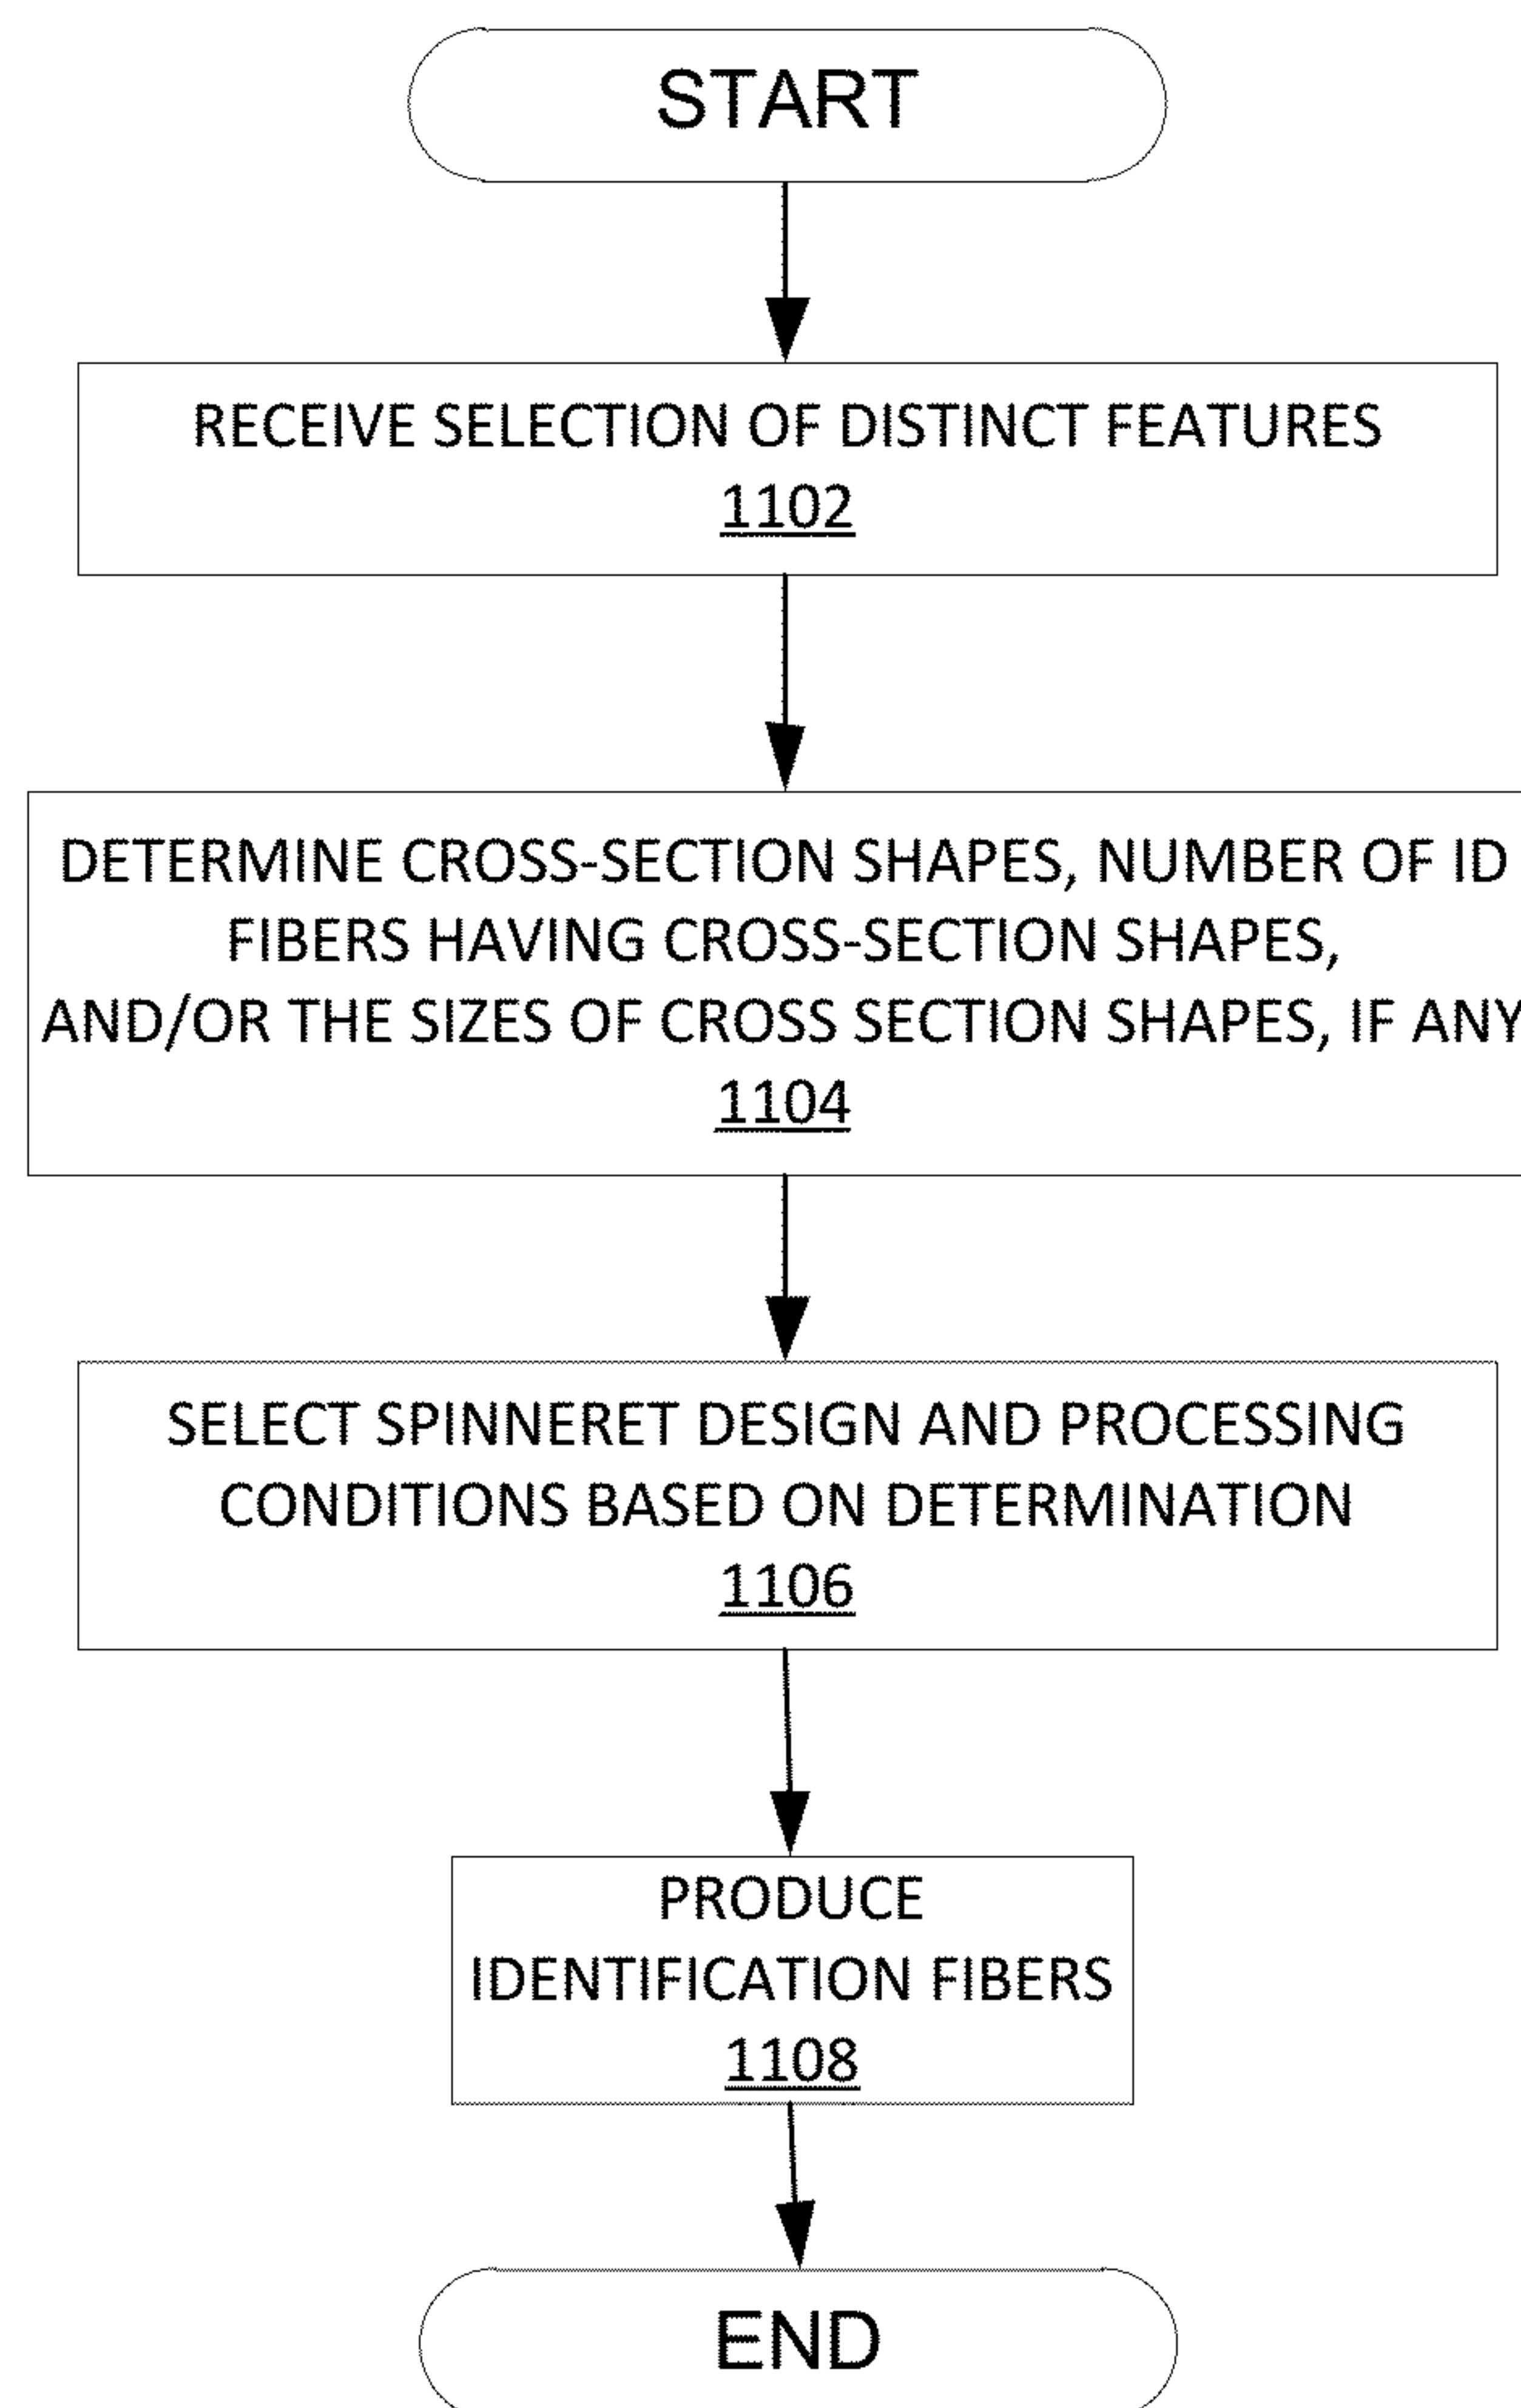 START
RECEIVE SELECTION OF DISTINCT FEATURES
1102
DETERMINE CROSS-SECTION SHAPES, NUMBER OF ID
FIBERS HAVING CROSS-SECTION SHAPES,
AND/OR THE SIZES OF CROSS SECTION SHAPES, IF ANY
1104
SELECT SPINNERET DESIGN AND PROCESSING
CONDITIONS BASED ON DETERMINATION
1106
PRODUCE
IDENTIFICATION FIBERS
1108
END